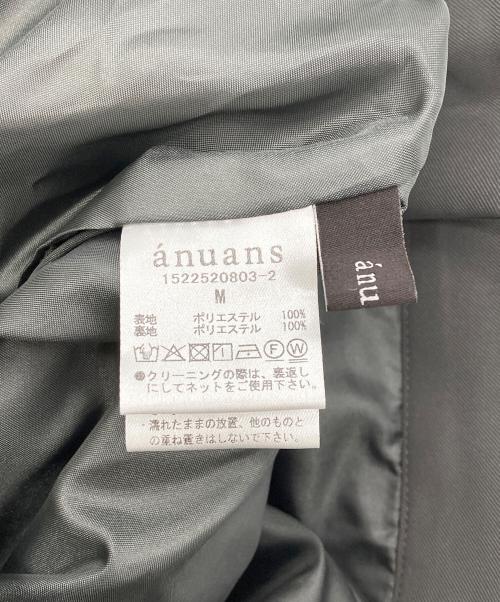 ánuans
1522520803-2
M
表地 ポリエステル 100%
裏地 ポリエステル 100%
F W
●クリーニングの際は、裏返し
にしてネットをご使用下さい。
・濡れたままの放置、他のものと
の重ね置きはしないで下さい。
ánu